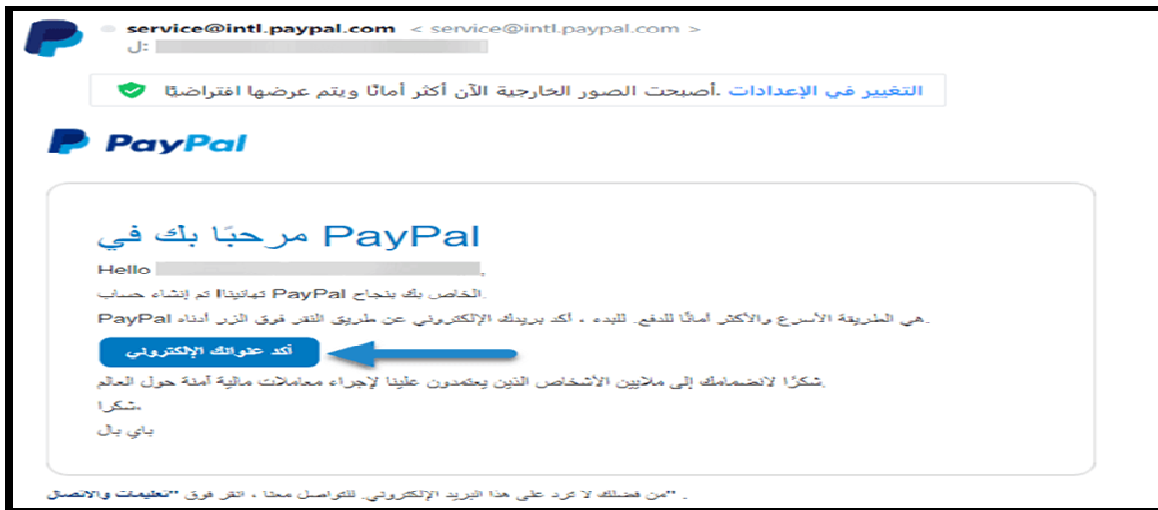 service@intl.paypal.com < service@intl.paypal.com >
ل:
أصبحت الصور الخارجية الآن أكثر أمانًا ويتم عرضها افتراضيًا. التغيير في الإعدادات
PayPal
مرحبًا بك في PayPal
Hello ,
تهانينا! تم إنشاء حساب PayPal الخاص بك بنجاح.
PayPal هي الطريقة الأسرع والأكثر أمانًا للدفع. للبدء ، أكد بريدك الإلكتروني عن طريق النقر فوق الزر أدناه.
أكد عنوانك الإلكتروني
شكرًا لانضمامك إلى ملايين الأشخاص الذين يعتمدون علينا لإجراء معاملات مالية آمنة حول العالم.
شكرا،
باي بال
من فضلك لا ترد على هذا البريد الإلكتروني. للتواصل معنا ، انقر فوق "تعليمات والاتصال" .